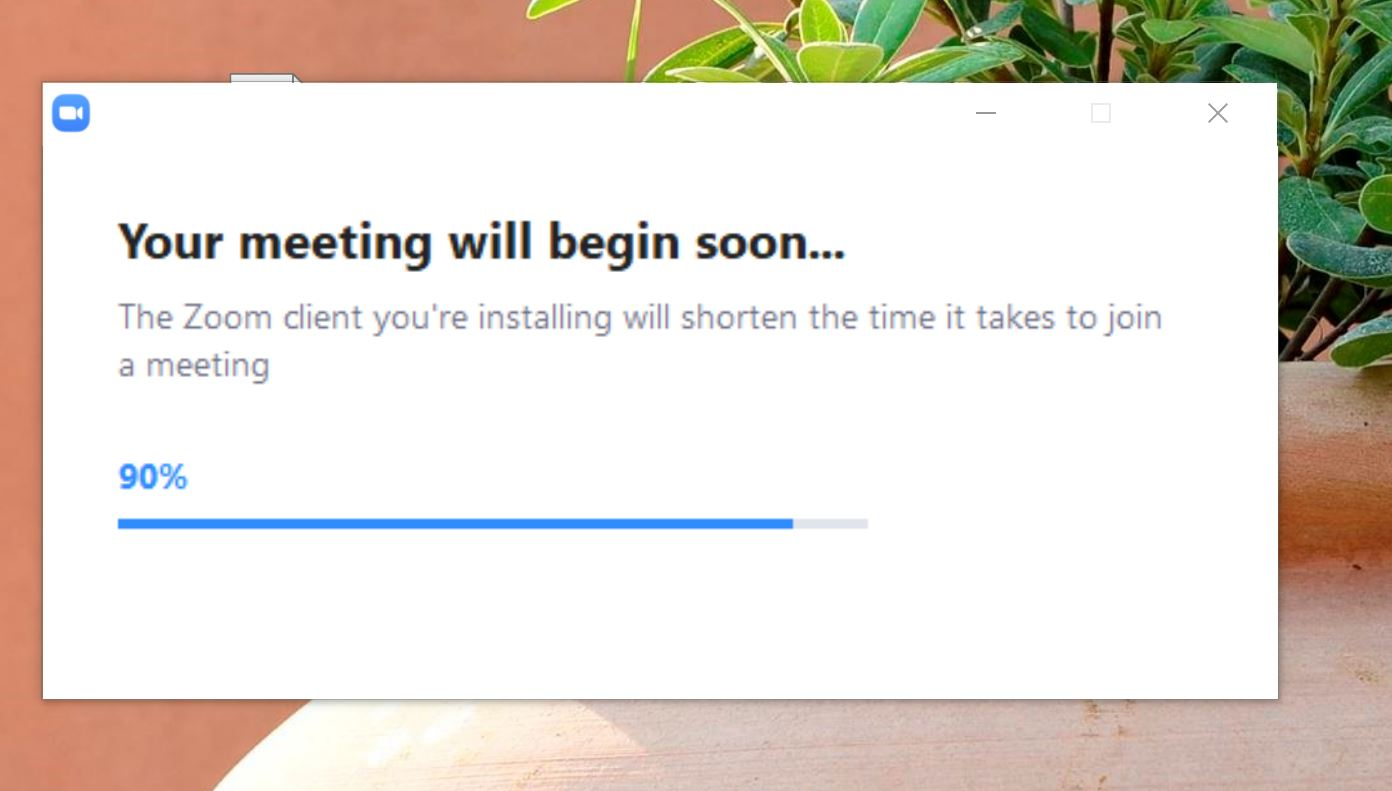 Your meeting will begin soon...
The Zoom client you're installing will shorten the time it takes to join
a meeting
90%